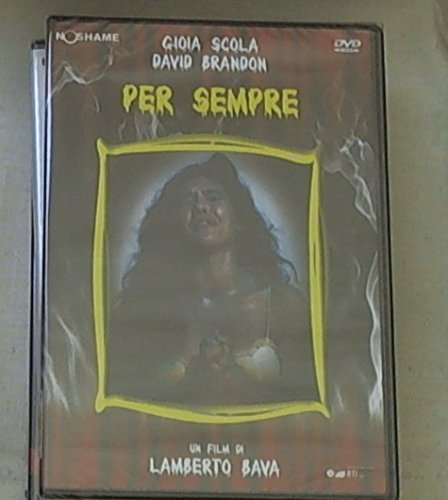 NOSHAME
GIOIA SCOLA
DVD
DAVID BRANDON
PER SEMPRE
UN FILM DI
LAMBERTO BAVA